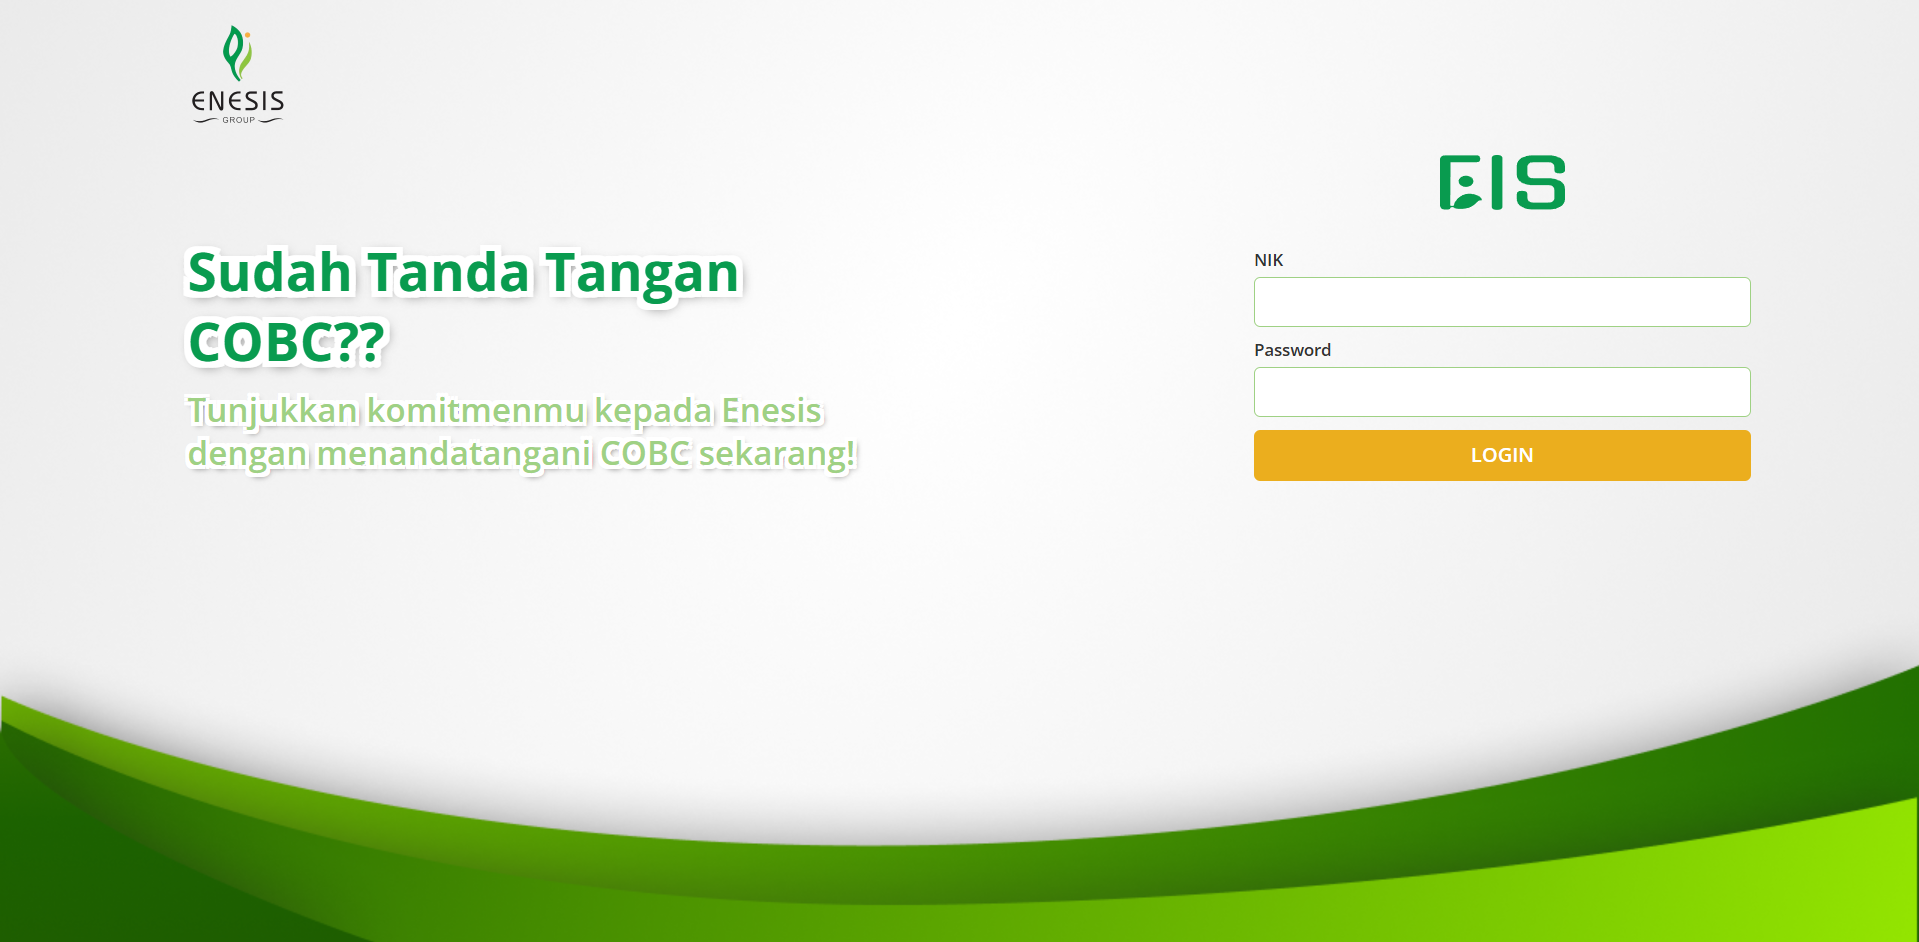 ENESIS
GROUP
EIS
Sudah Tanda Tangan
COBC??
Tunjukkan komitmenmu kepada Enesis
dengan menandatangani COBC sekarang!
NIK
Password
LOGIN